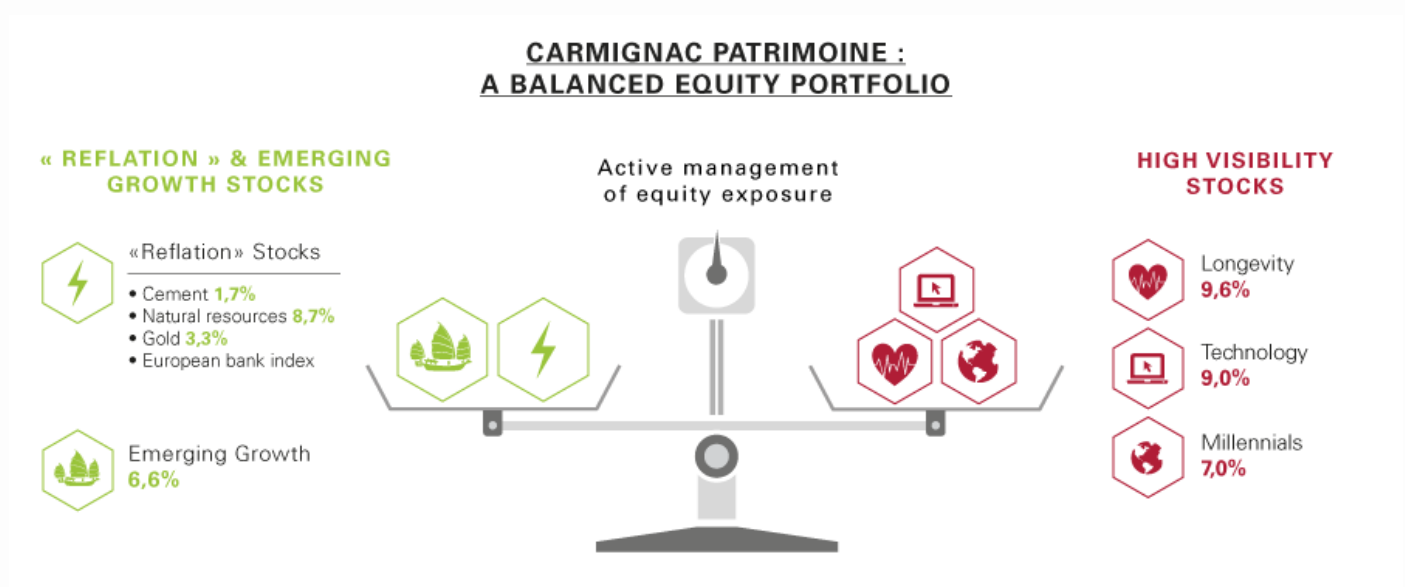 CARMIGNAC PATRIMOINE :
A BALANCED EQUITY PORTFOLIO
« REFLATION » & EMERGING
GROWTH STOCKS
«Reflation» Stocks
• Cement 1,7%
• Natural resources 8,7%
• Gold 3,3%
• European bank index
Emerging Growth
6,6%
Active management
of equity exposure
HIGH VISIBILITY
STOCKS
Longevity
9,6%
Technology
9,0%
Millennials
7,0%